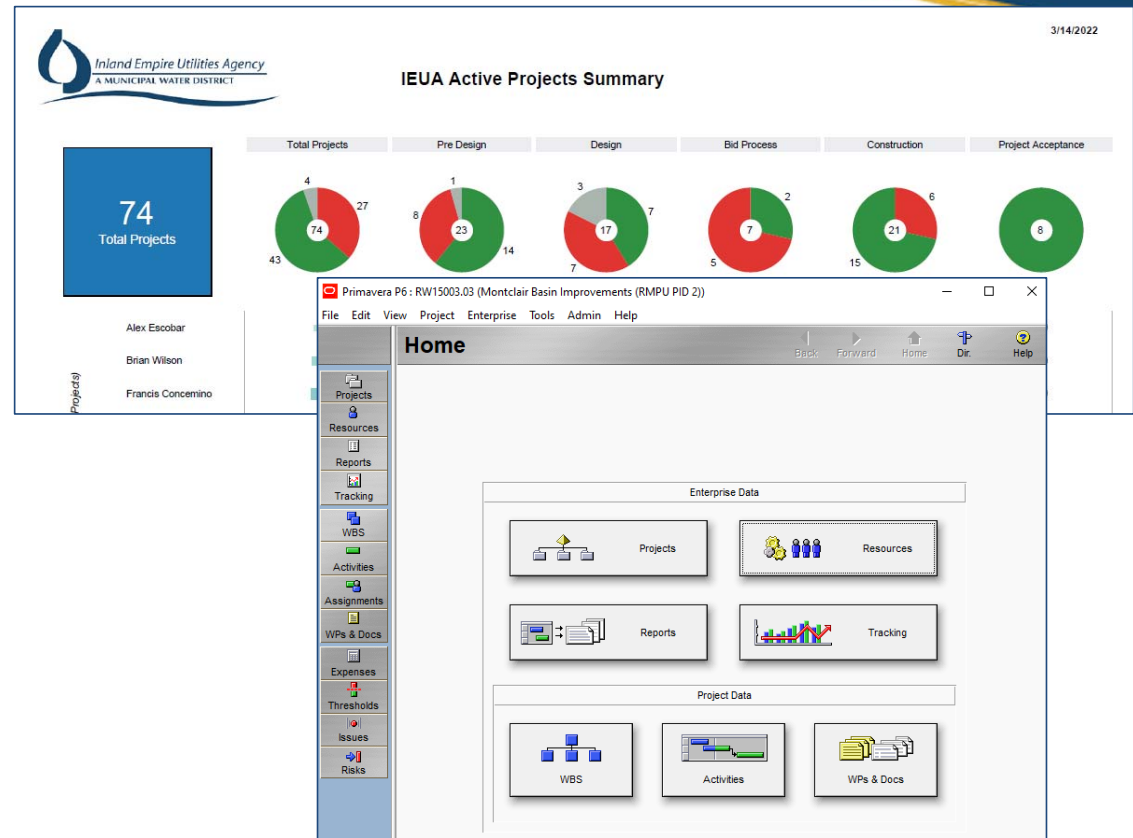 3/14/2022
Inland Empire Utilities Agency
A MUNICIPAL WATER DISTRICT
IEUA Active Projects Summary
Total Projects Pre Design Design Bid Process Construction Project Acceptance
74
Total Projects
4 27 74 43
1 8 23 14
3 7 17 7
2 7 5
6 21 15
8
Alex Escobar
Brian Wilson
Francis Concemino
Projects)
Primavera P6 : RW15003.03 (Montclair Basin Improvements (RMPU PID 2))
File Edit View Project Enterprise Tools Admin Help
Home
Back Forward Home Dir. Help
Projects
Resources
Reports
Tracking
WBS
Activities
Assignments
WPs & Docs
Expenses
Thresholds
Issues
Risks
Enterprise Data
Projects Resources
Reports Tracking
Project Data
WBS Activities WPs & Docs